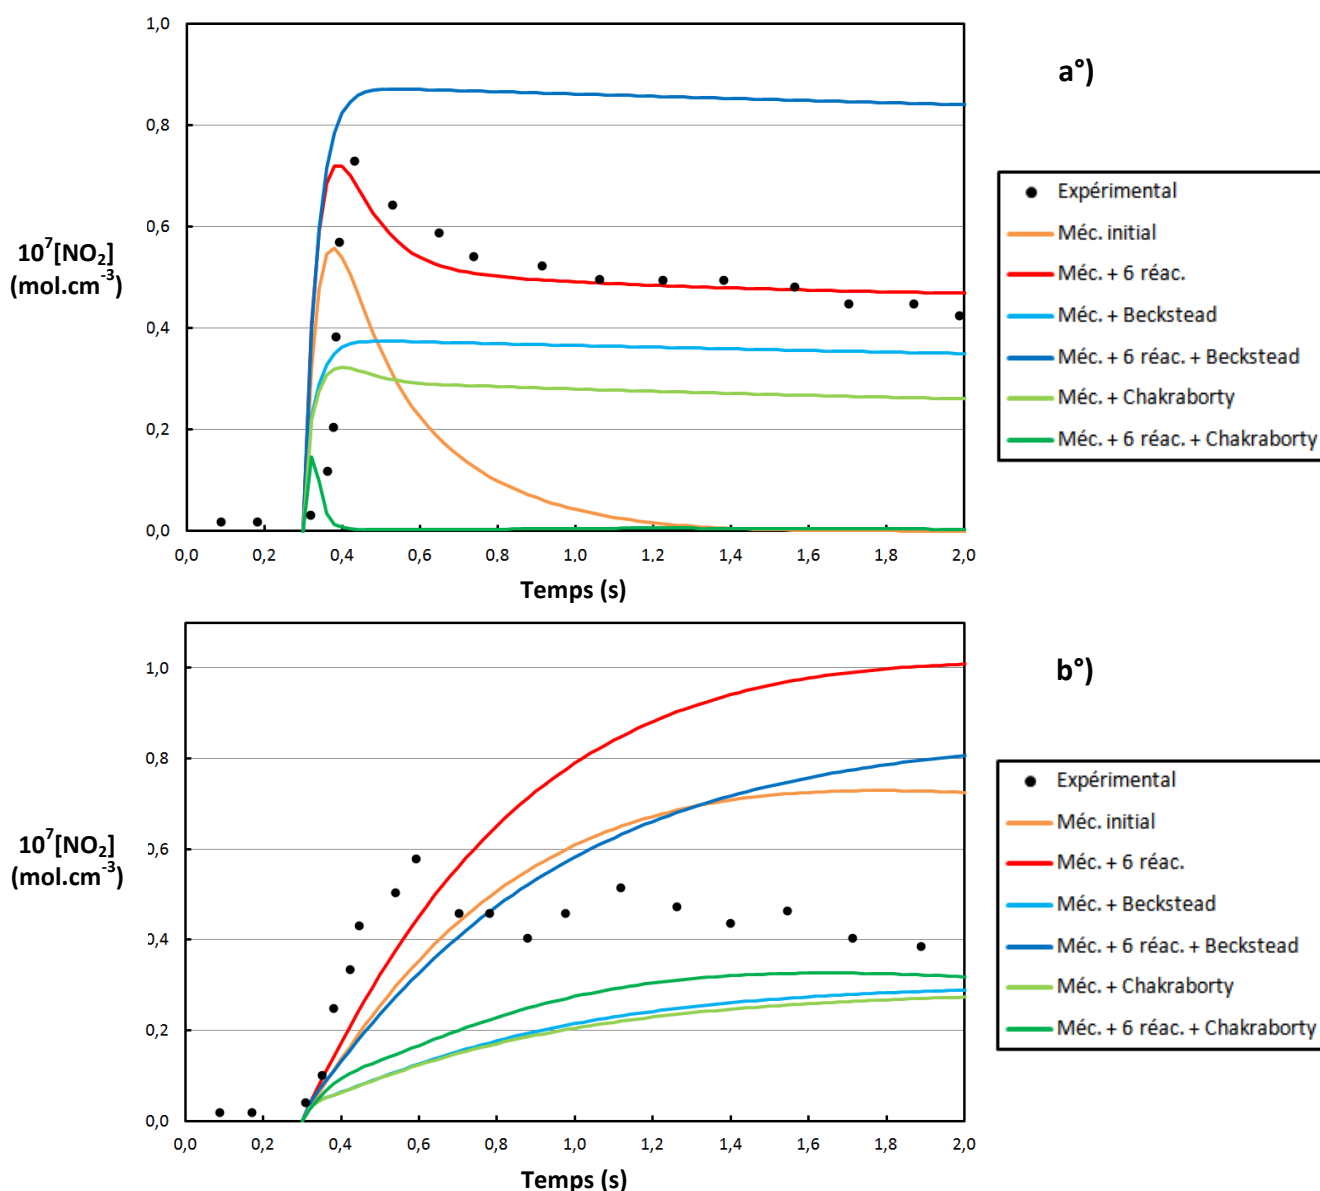 1,0
0,8
0,6
0,4
0,2
0,0
10⁷[NO₂]
(mol.cm⁻³)
0,0 0,2 0,4 0,6 0,8 1,0 1,2 1,4 1,6 1,8 2,0
Temps (s)
a°)
Expérimental
Méc. initial
Méc. + 6 réac.
Méc. + Beckstead
Méc. + 6 réac. + Beckstead
Méc. + Chakraborty
Méc. + 6 réac. + Chakraborty
1,0
0,8
0,6
0,4
0,2
0,0
10⁷[NO₂]
(mol.cm⁻³)
0,0 0,2 0,4 0,6 0,8 1,0 1,2 1,4 1,6 1,8 2,0
Temps (s)
b°)
Expérimental
Méc. initial
Méc. + 6 réac.
Méc. + Beckstead
Méc. + 6 réac. + Beckstead
Méc. + Chakraborty
Méc. + 6 réac. + Chakraborty